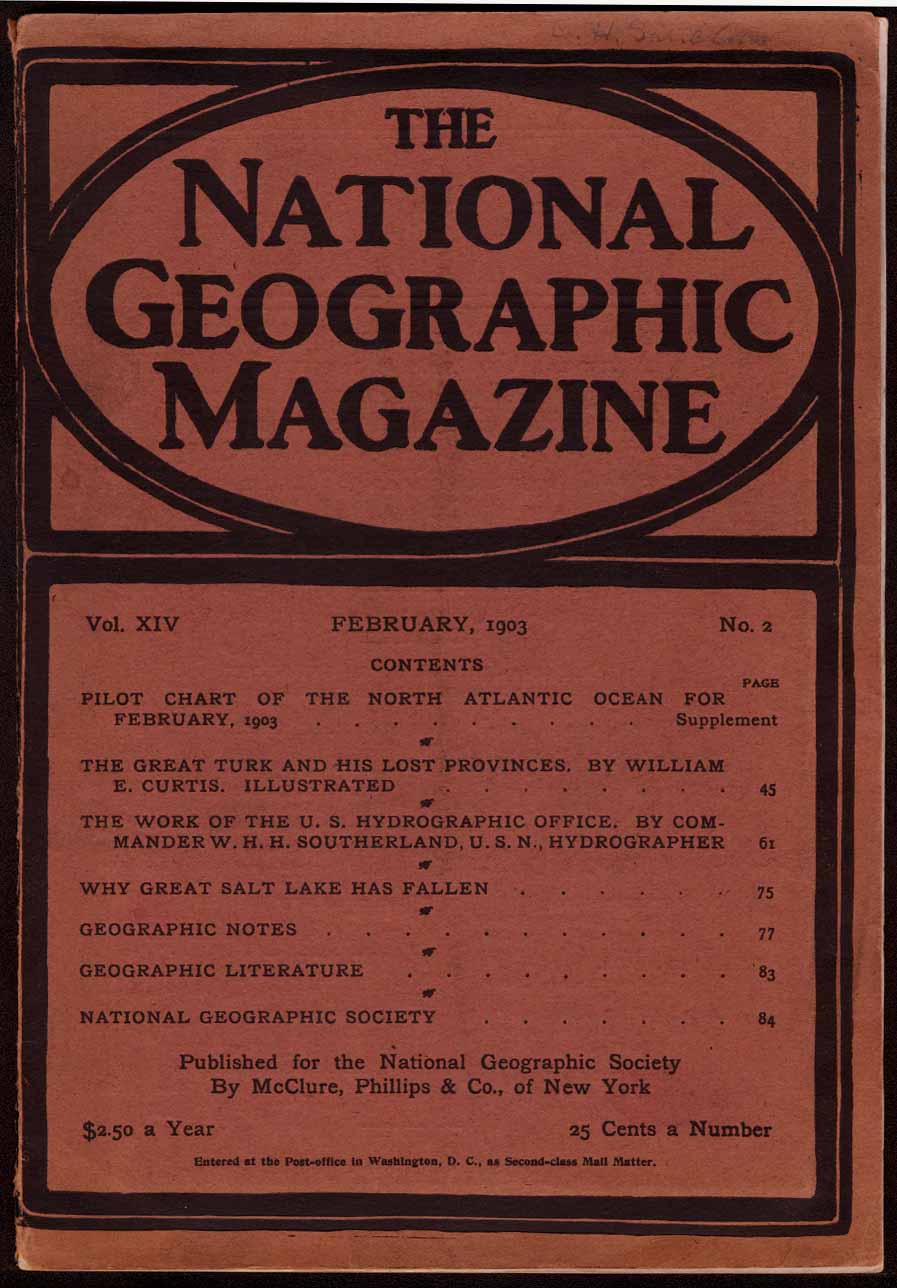 THE
NATIONAL
GEOGRAPHIC
MAGAZINE
Vol. XIV FEBRUARY, 1903 No. 2
CONTENTS
PAGE
PILOT CHART OF THE NORTH ATLANTIC OCEAN FOR
FEBRUARY, 1903 . . . . . . . . . Supplement
THE GREAT TURK AND HIS LOST PROVINCES. BY WILLIAM
E. CURTIS. ILLUSTRATED . . . . . . . . 45
THE WORK OF THE U. S. HYDROGRAPHIC OFFICE. BY COM-
MANDER W. H. H. SOUTHERLAND, U. S. N., HYDROGRAPHER 61
WHY GREAT SALT LAKE HAS FALLEN . . . . . . 75
GEOGRAPHIC NOTES . . . . . . . . . . . 77
GEOGRAPHIC LITERATURE . . . . . . . . . 83
NATIONAL GEOGRAPHIC SOCIETY . . . . . . . 84
Published for the National Geographic Society
By McClure, Phillips & Co., of New York
$2.50 a Year 25 Cents a Number
Entered at the Post-office in Washington, D. C., as Second-class Mail Matter.